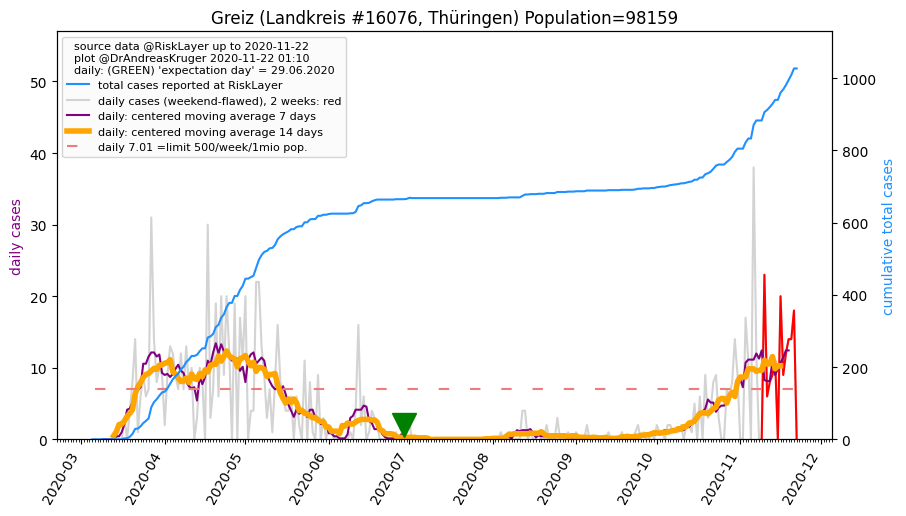 Greiz (Landkreis #16076, Thüringen) Population=98159
source data @RiskLayer up to 2020-11-22
plot @DrAndreasKruger 2020-11-22 01:10
daily: (GREEN) 'expectation day' = 29.06.2020
total cases reported at RiskLayer
daily cases (weekend-flawed), 2 weeks: red
daily: centered moving average 7 days
daily: centered moving average 14 days
daily 7.01 =limit 500/week/1mio pop.
daily cases
50
40
30
20
10
0
cumulative total cases
1000
800
600
400
200
0
2020-03
2020-04
2020-05
2020-06
2020-07
2020-08
2020-09
2020-10
2020-11
2020-12